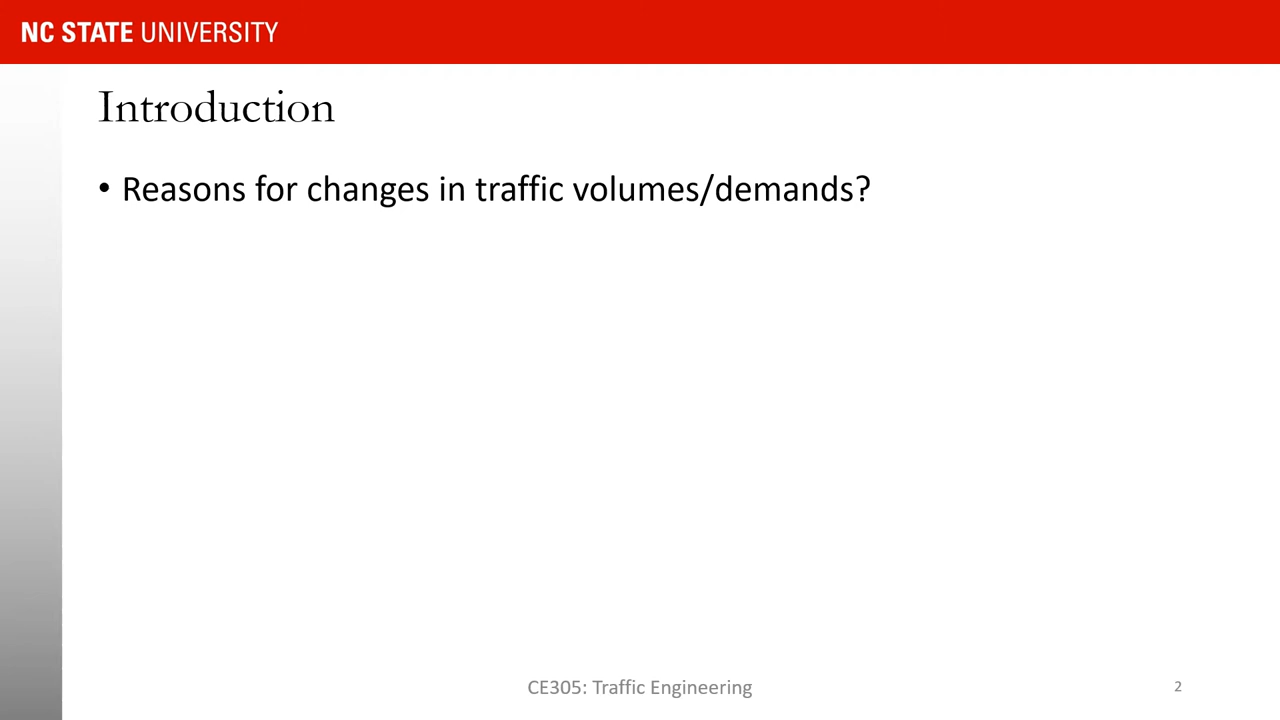 NC STATE UNIVERSITY
Introduction
• Reasons for changes in traffic volumes/demands?
CE305: Traffic Engineering
2